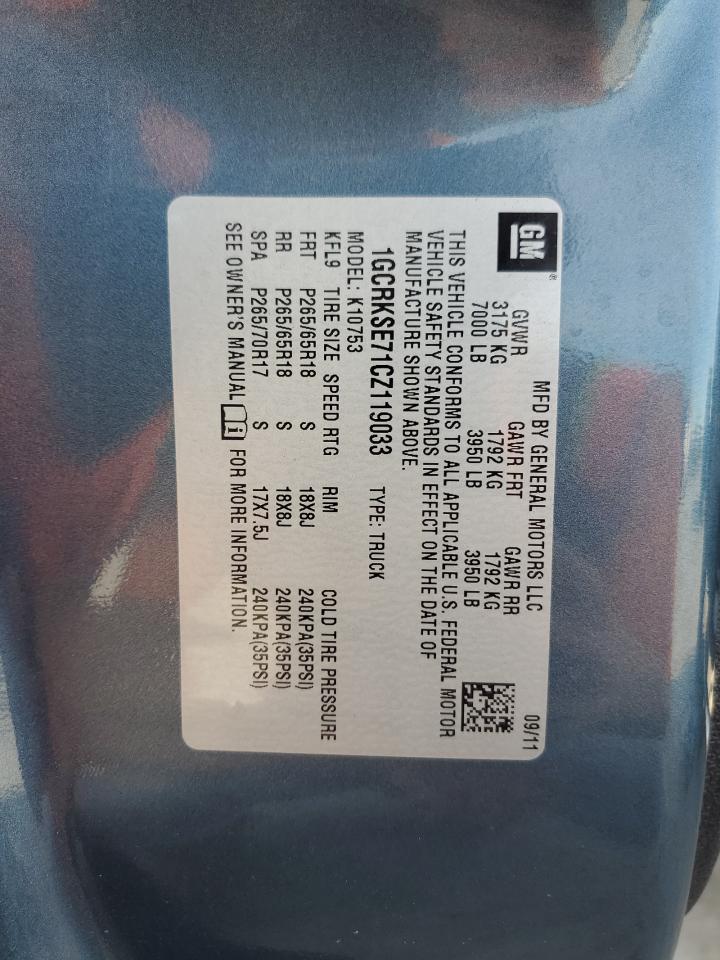 GM®
MFD BY GENERAL MOTORS LLC 09/11
GVWR GAWR FRT GAWR RR
3175 KG 1792 KG 1792 KG
7000 LB 3950 LB 3950 LB
THIS VEHICLE CONFORMS TO ALL APPLICABLE U.S. FEDERAL MOTOR
VEHICLE SAFETY STANDARDS IN EFFECT ON THE DATE OF
MANUFACTURE SHOWN ABOVE.
1GCRKSE71CZ119033 TYPE: TRUCK
MODEL: K10753
KFL9 TIRE SIZE SPEED RTG RIM COLD TIRE PRESSURE
FRT P265/65R18 S 18X8J 240KPA(35PSI)
RR P265/65R18 S 18X8J 240KPA(35PSI)
SPA P265/70R17 S 17X7.5J 240KPA(35PSI)
SEE OWNER'S MANUAL i FOR MORE INFORMATION.